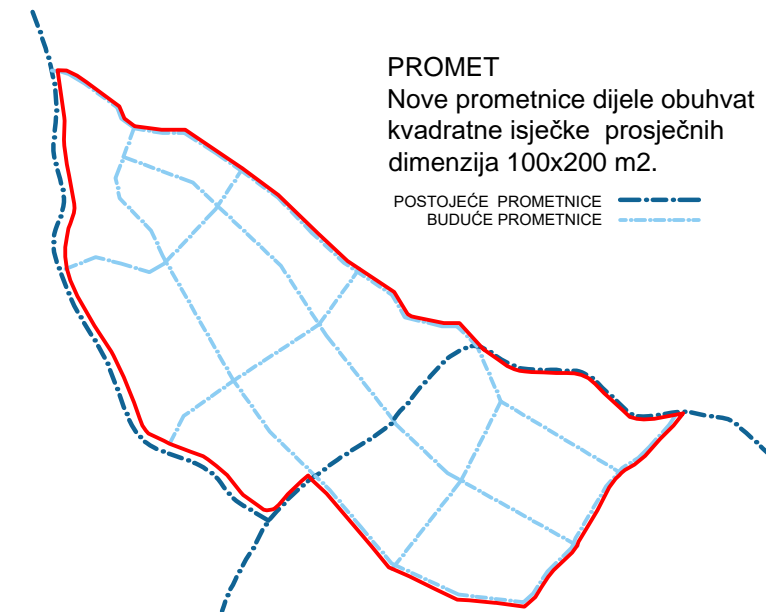 PROMET
Nove prometnice dijele obuhvat
kvadratne isječke prosječnih
dimenzija 100x200 m2.
POSTOJEĆE PROMETNICE
BUDUĆE PROMETNICE